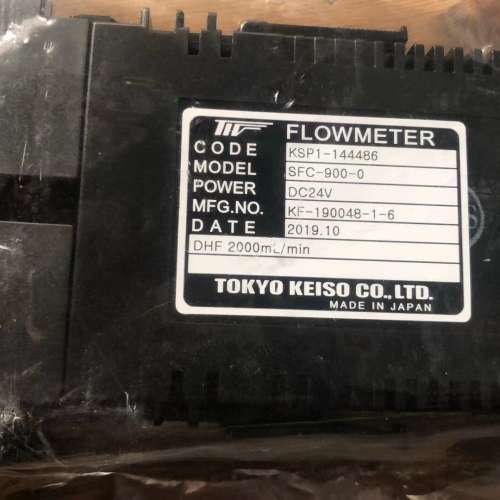 TTK FLOWMETER
CODE KSP1-144486
MODEL SFC-900-0
POWER DC24V
MFG.NO. KF-190048-1-6
DATE 2019.10
DHF 2000mL/min
TOKYO KEISO CO.,LTD.
MADE IN JAPAN